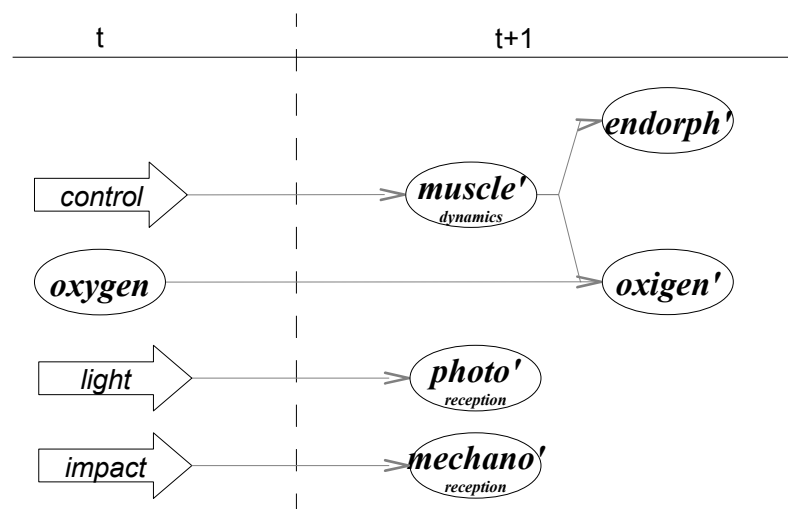 t t+1
endorph'
control muscle'
dynamics
oxygen oxigen'
light photo'
reception
impact mechano'
reception